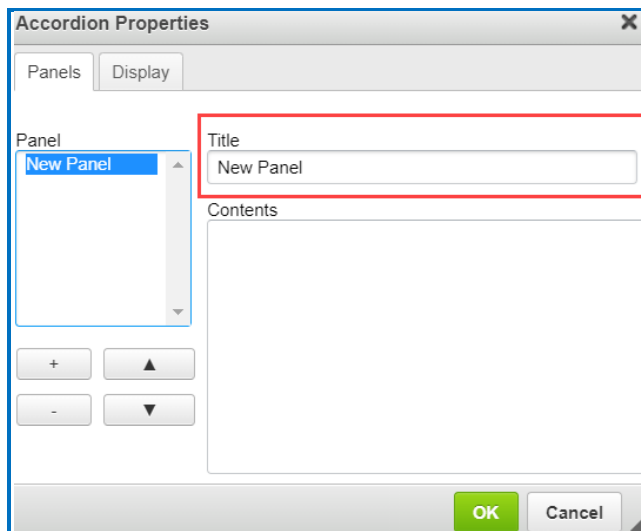 Accordion Properties
Panels Display
Panel
New Panel
Title
New Panel
Contents
+ ▲
- ▼
OK Cancel